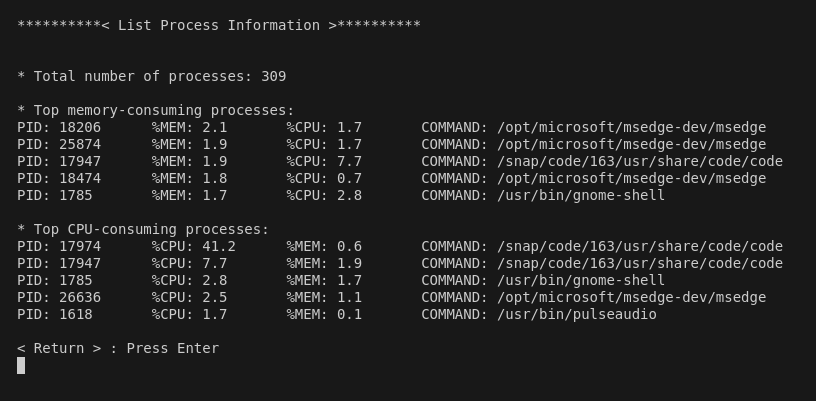 **********< List Process Information >**********
* Total number of processes: 309
* Top memory-consuming processes:
PID: 18206 %MEM: 2.1 %CPU: 1.7 COMMAND: /opt/microsoft/msedge-dev/msedge
PID: 25874 %MEM: 1.9 %CPU: 1.7 COMMAND: /opt/microsoft/msedge-dev/msedge
PID: 17947 %MEM: 1.9 %CPU: 7.7 COMMAND: /snap/code/163/usr/share/code/code
PID: 18474 %MEM: 1.8 %CPU: 0.7 COMMAND: /opt/microsoft/msedge-dev/msedge
PID: 1785 %MEM: 1.7 %CPU: 2.8 COMMAND: /usr/bin/gnome-shell
* Top CPU-consuming processes:
PID: 17974 %CPU: 41.2 %MEM: 0.6 COMMAND: /snap/code/163/usr/share/code/code
PID: 17947 %CPU: 7.7 %MEM: 1.9 COMMAND: /snap/code/163/usr/share/code/code
PID: 1785 %CPU: 2.8 %MEM: 1.7 COMMAND: /usr/bin/gnome-shell
PID: 26636 %CPU: 2.5 %MEM: 1.1 COMMAND: /opt/microsoft/msedge-dev/msedge
PID: 1618 %CPU: 1.7 %MEM: 0.1 COMMAND: /usr/bin/pulseaudio
< Return > : Press Enter